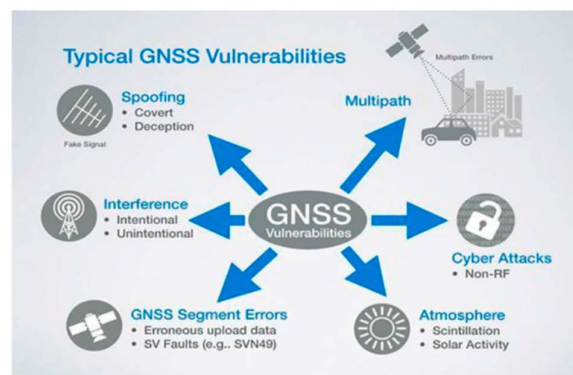 Typical GNSS Vulnerabilities
Multipath Errors
Spoofing
• Covert
• Deception
Fake Signal
Multipath
Interference
• Intentional
• Unintentional
GNSS
Vulnerabilities
Cyber Attacks
• Non-RF
GNSS Segment Errors
• Erroneous upload data
• SV Faults (e.g.. SVN49)
Atmosphere
• Scintillation
• Solar Activity